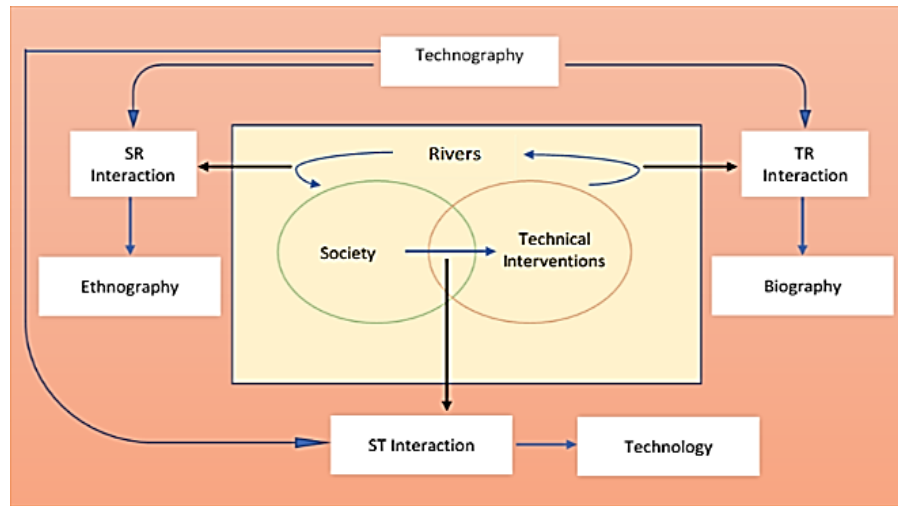 Technography
SR
Interaction
Rivers
TR
Interaction
Society
Technical
Interventions
Ethnography
Biography
ST Interaction
Technology